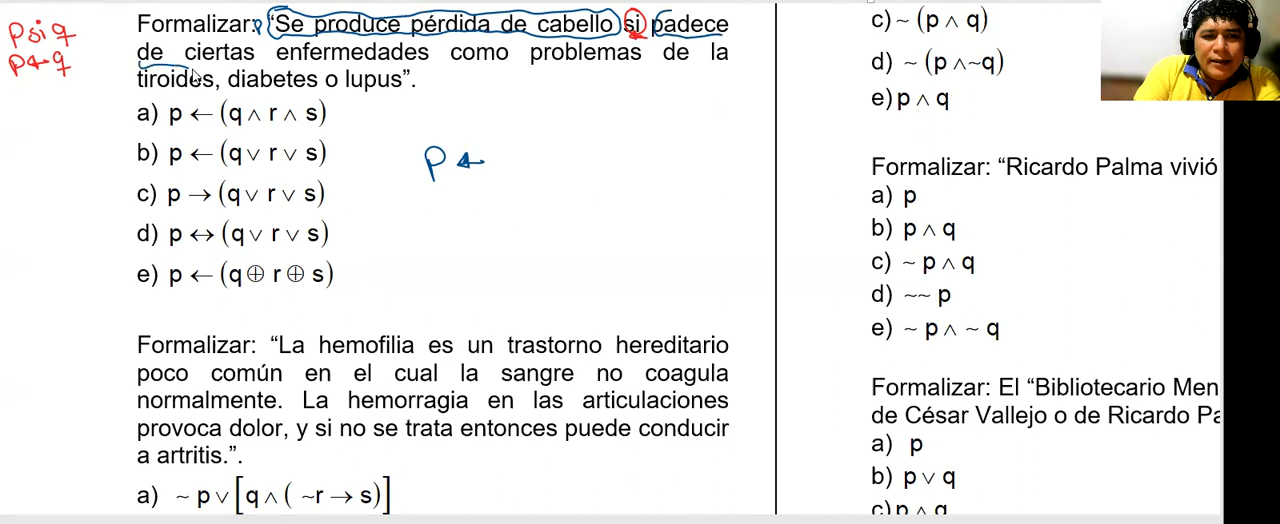 p si q
p ← q
Formalizar: p “Se produce pérdida de cabello si padece
de ciertas enfermedades como problemas de la
tiroides, diabetes o lupus”.
a) p ← (q ∧ r ∧ s)
b) p ← (q ∨ r ∨ s)
c) p → (q ∨ r ∨ s)
d) p ↔ (q ∨ r ∨ s)
e) p ← (q ⊕ r ⊕ s)
P ←
Formalizar: “La hemofilia es un trastorno hereditario
poco común en el cual la sangre no coagula
normalmente. La hemorragia en las articulaciones
provoca dolor, y si no se trata entonces puede conducir
a artritis.”.
a) ~ p ∨ [q ∧ ( ~r → s)]
c) ~ (p ∧ q)
d) ~ (p ∧ ~q)
e) p ∧ q
Formalizar: “Ricardo Palma vivió
a) p
b) p ∧ q
c) ~ p ∧ q
d) ~~ p
e) ~ p ∧ ~ q
Formalizar: El “Bibliotecario Men
de César Vallejo o de Ricardo Pa
a) p
b) p ∨ q
c) p ∧ q